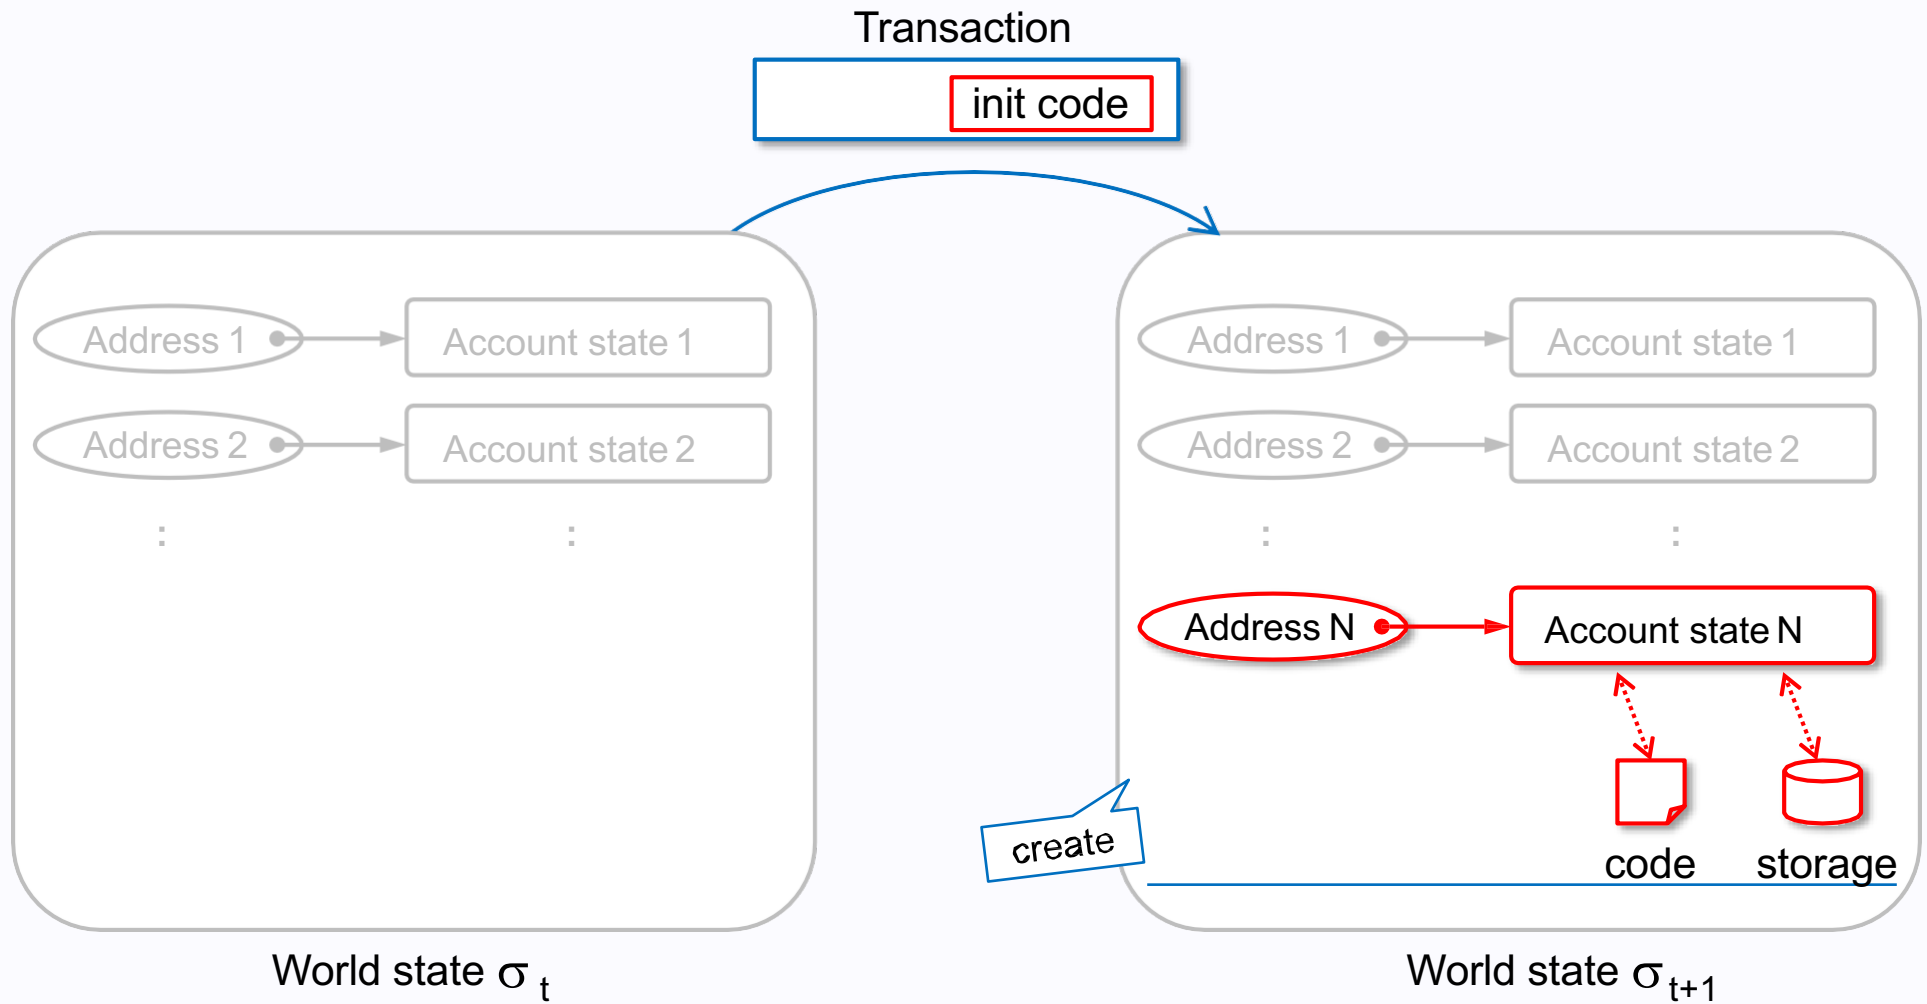 Transaction
init code
Address 1
Account state 1
Address 2
Account state 2
:
:
World state σ t
Address 1
Account state 1
Address 2
Account state 2
:
:
Address N
Account state N
create
code
storage
World state σ t+1